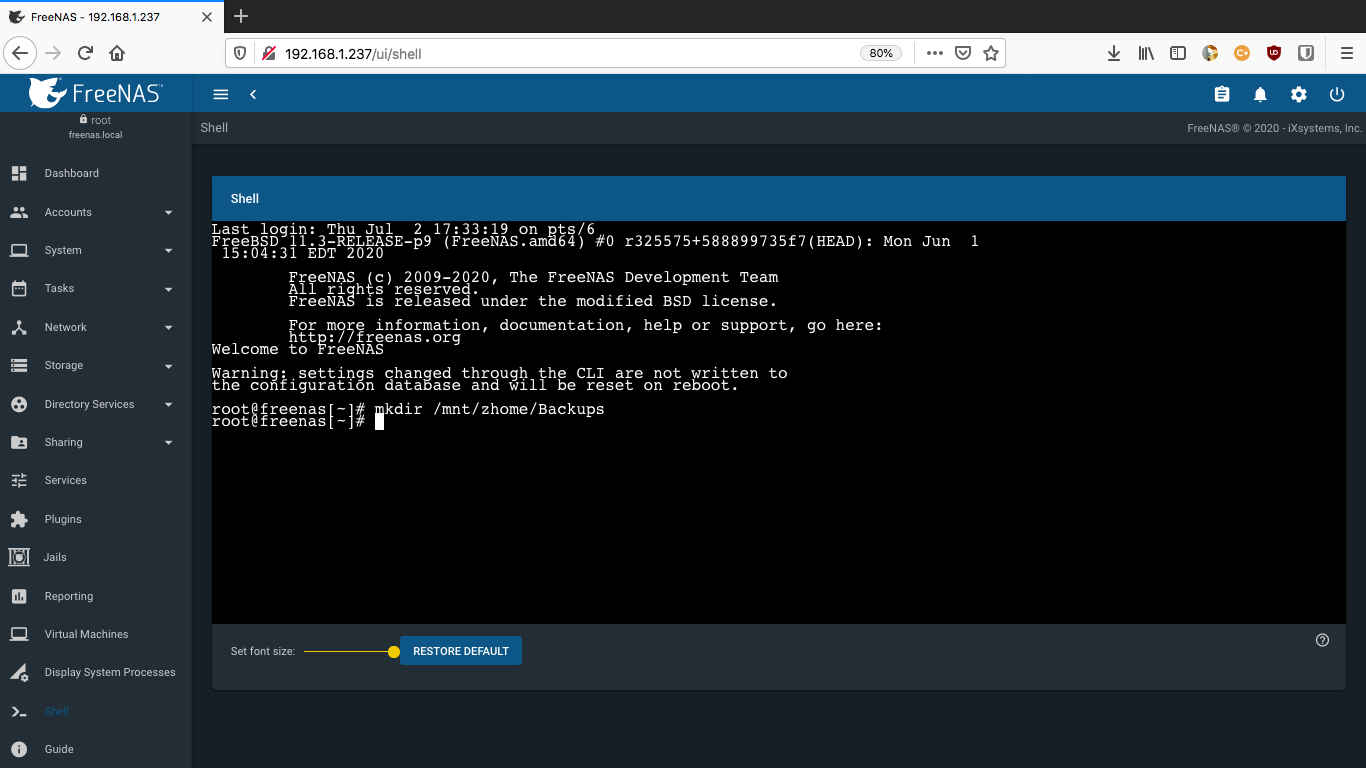 FreeNAS - 192.168.1.237
192.168.1.237/ui/shell
80%
FreeNAS
root
freenas.local
Shell
FreeNAS® © 2020 - iXsystems, Inc.
Dashboard
Accounts
System
Tasks
Network
Storage
Directory Services
Sharing
Services
Plugins
Jails
Reporting
Virtual Machines
Display System Processes
Shell
Guide
Shell
Last login: Thu Jul  2 17:33:19 on pts/6
FreeBSD 11.3-RELEASE-p9 (FreeNAS.amd64) #0 r325575+588899735f7(HEAD): Mon Jun  1
15:04:31 EDT 2020
FreeNAS (c) 2009-2020, The FreeNAS Development Team
All rights reserved.
FreeNAS is released under the modified BSD license.
For more information, documentation, help or support, go here:
http://freenas.org
Welcome to FreeNAS
Warning: settings changed through the CLI are not written to
the configuration database and will be reset on reboot.
root@freenas[~]# mkdir /mnt/zhome/Backups
root@freenas[~]#
Set font size:
RESTORE DEFAULT